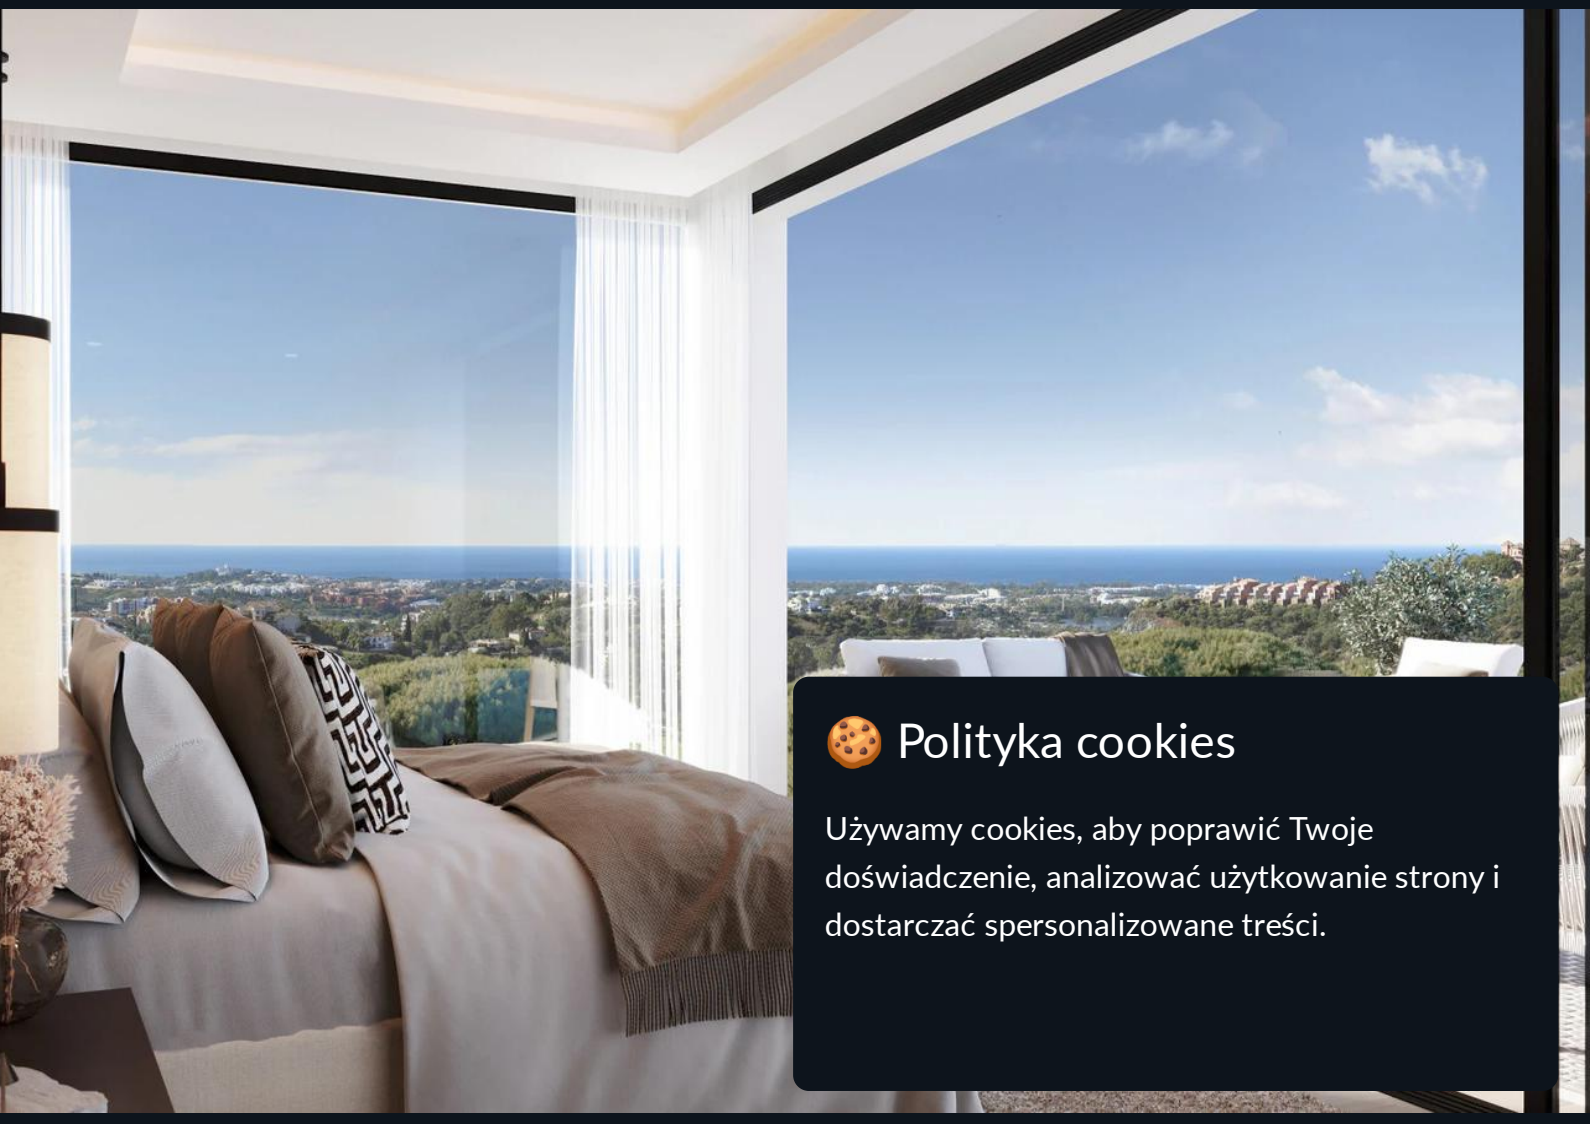 🍪 Polityka cookies
Używamy cookies, aby poprawić Twoje
doświadczenie, analizować użytkowanie strony i
dostarczać spersonalizowane treści.